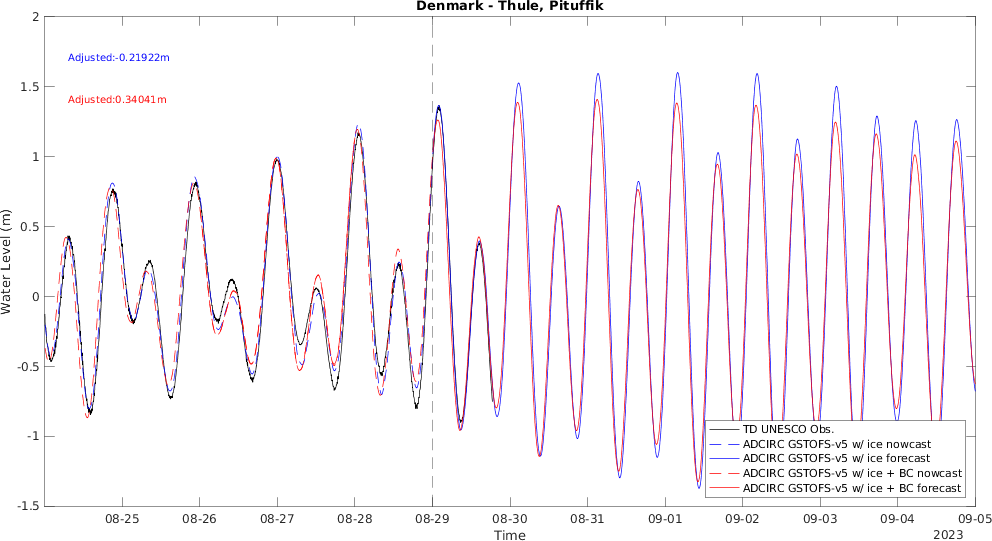 Denmark - Thule, Pituffik
Adjusted:-0.21922m
Adjusted:0.34041m
Water Level (m)
2
1.5
1
0.5
0
-0.5
-1
-1.5
TD UNESCO Obs.
ADCIRC GSTOFS-v5 w/ ice nowcast
ADCIRC GSTOFS-v5 w/ ice forecast
ADCIRC GSTOFS-v5 w/ ice + BC nowcast
ADCIRC GSTOFS-v5 w/ ice + BC forecast
08-25 08-26 08-27 08-28 08-29 08-30 08-31 09-01 09-02 09-03 09-04 09-05
Time
2023